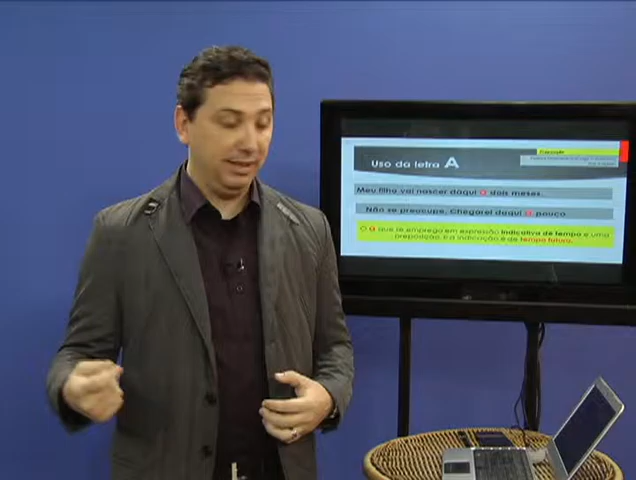 Uso da letra A
Meu filho vai nascer daqui a dois meses.
Não se preocupe. Chegarei daqui a pouco
O a que se emprega em expressão indicativa de tempo é uma
preposição. E a indicação é de tempo futuro.